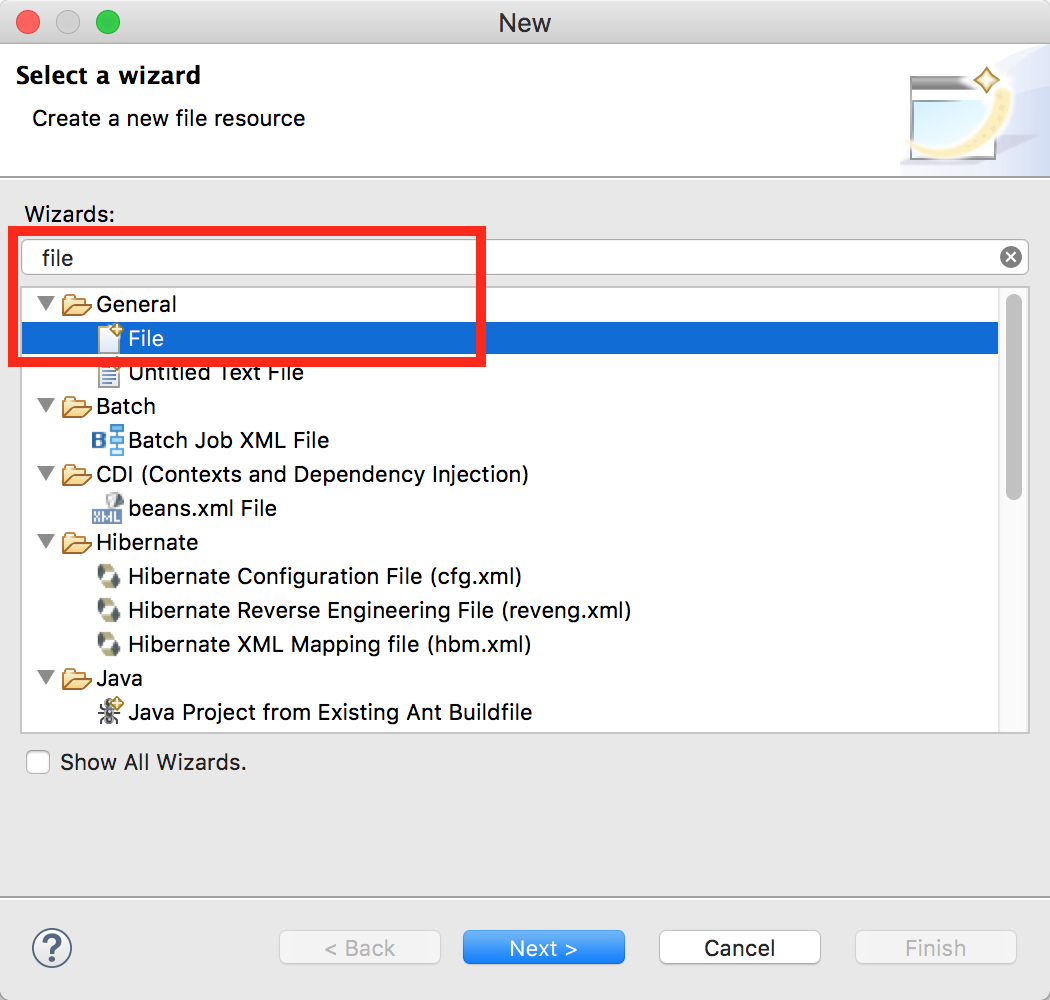 New
Select a wizard
Create a new file resource
Wizards:
file
General
File
Untitled Text File
Batch
B Batch Job XML File
CDI (Contexts and Dependency Injection)
XML beans.xml File
Hibernate
Hibernate Configuration File (cfg.xml)
Hibernate Reverse Engineering File (reveng.xml)
Hibernate XML Mapping file (hbm.xml)
Java
Java Project from Existing Ant Buildfile
Show All Wizards.
? < Back Next > Cancel Finish